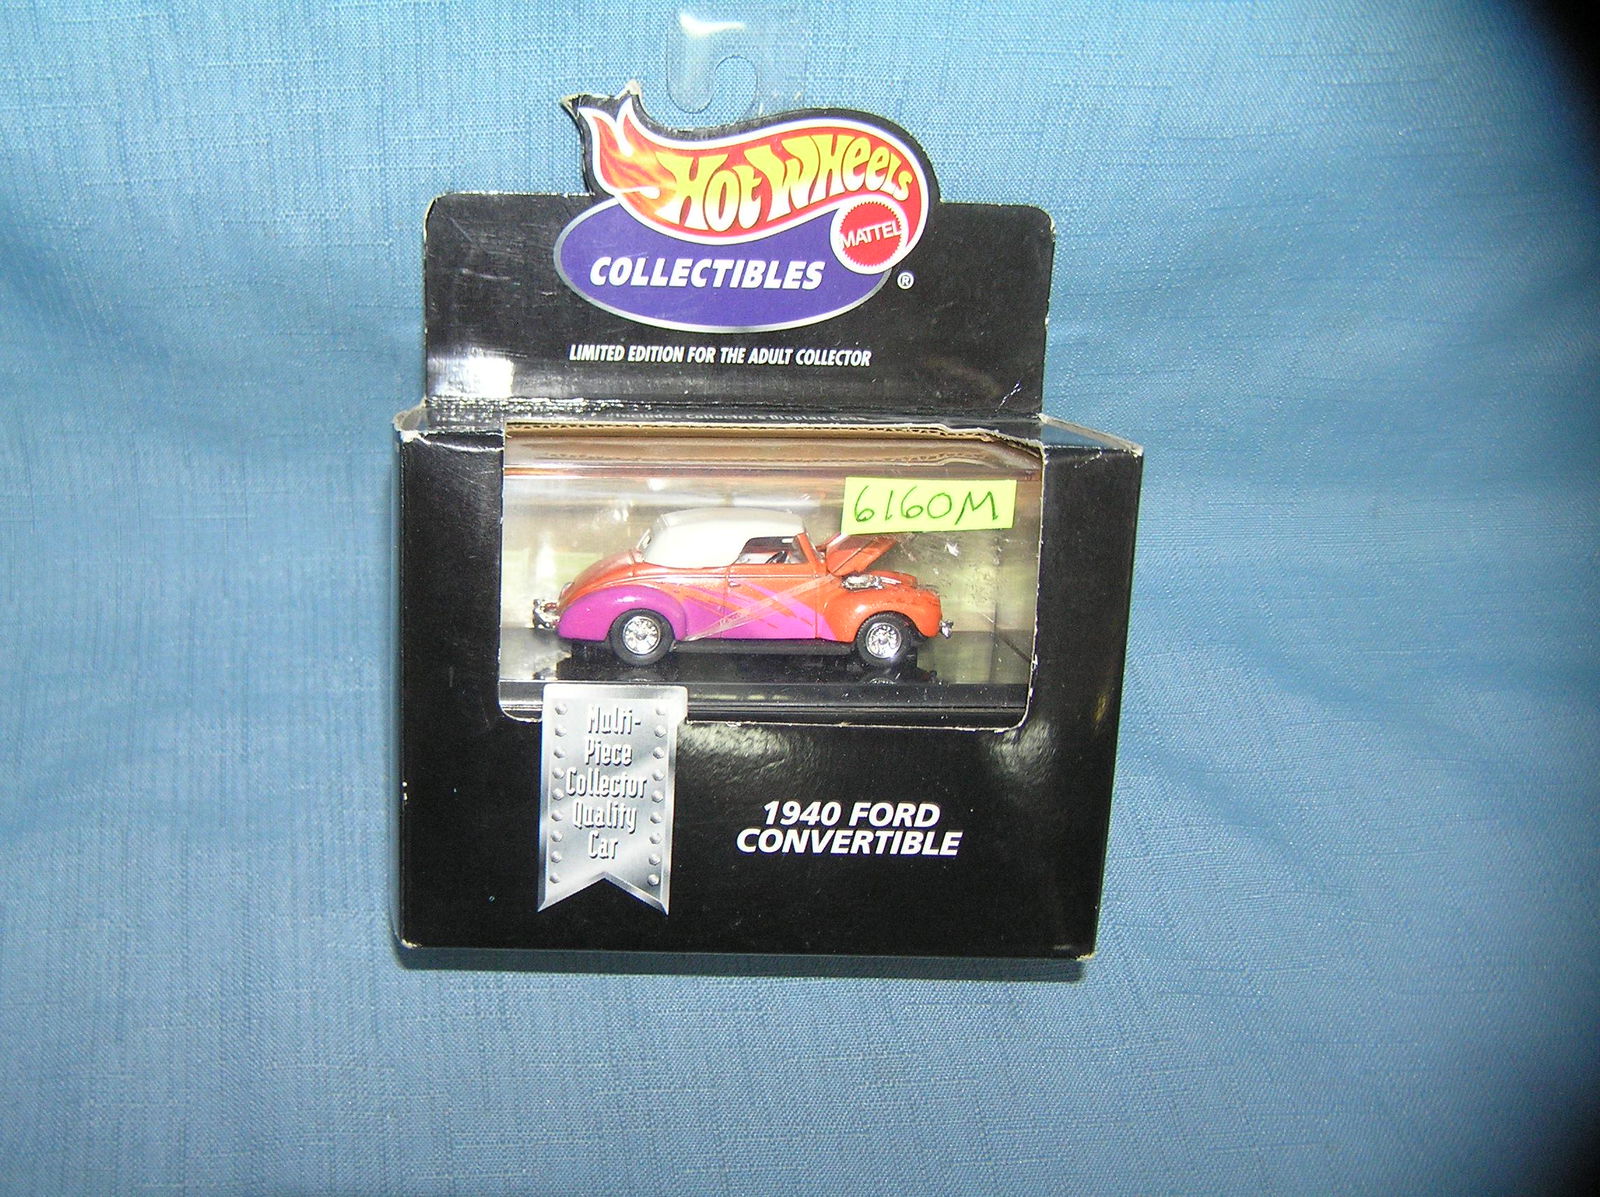 Hot Wheels
MATTEL
COLLECTIBLES
®
LIMITED EDITION FOR THE ADULT COLLECTOR
6160M
Multi-
Piece
Collector
Quality
Car
1940 FORD
CONVERTIBLE